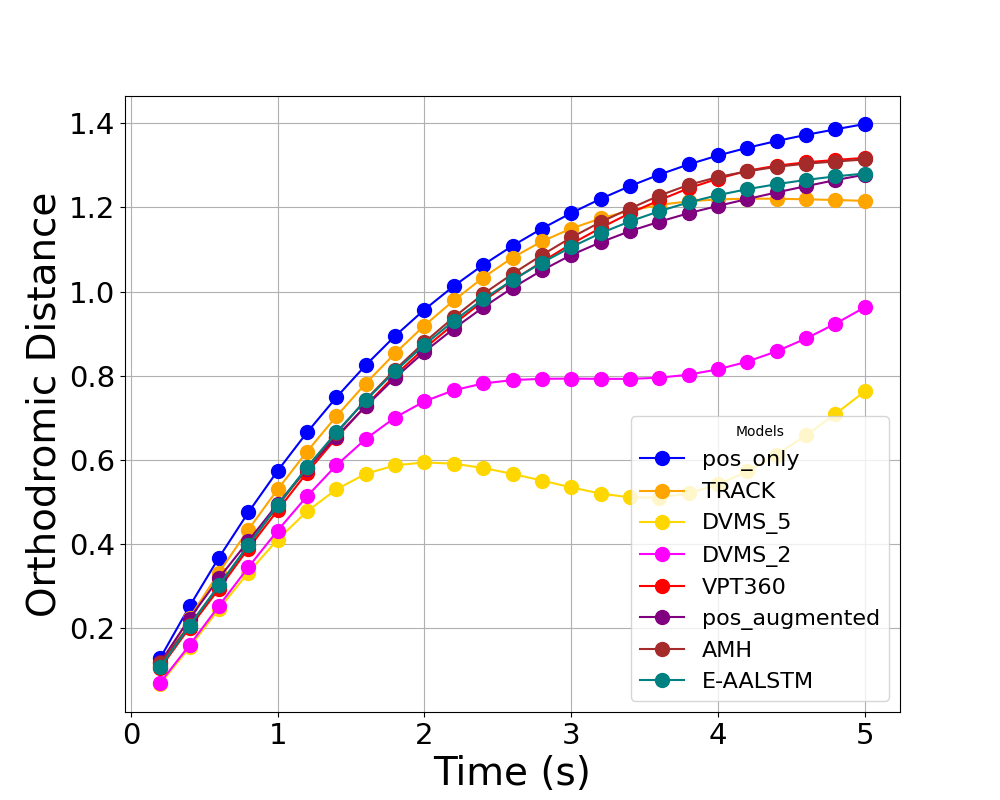 Orthodromic Distance
1.4
1.2
1.0
0.8
0.6
0.4
0.2
Models
pos_only
TRACK
DVMS_5
DVMS_2
VPT360
pos_augmented
AMH
E-AALSTM
0 1 2 3 4 5
Time (s)